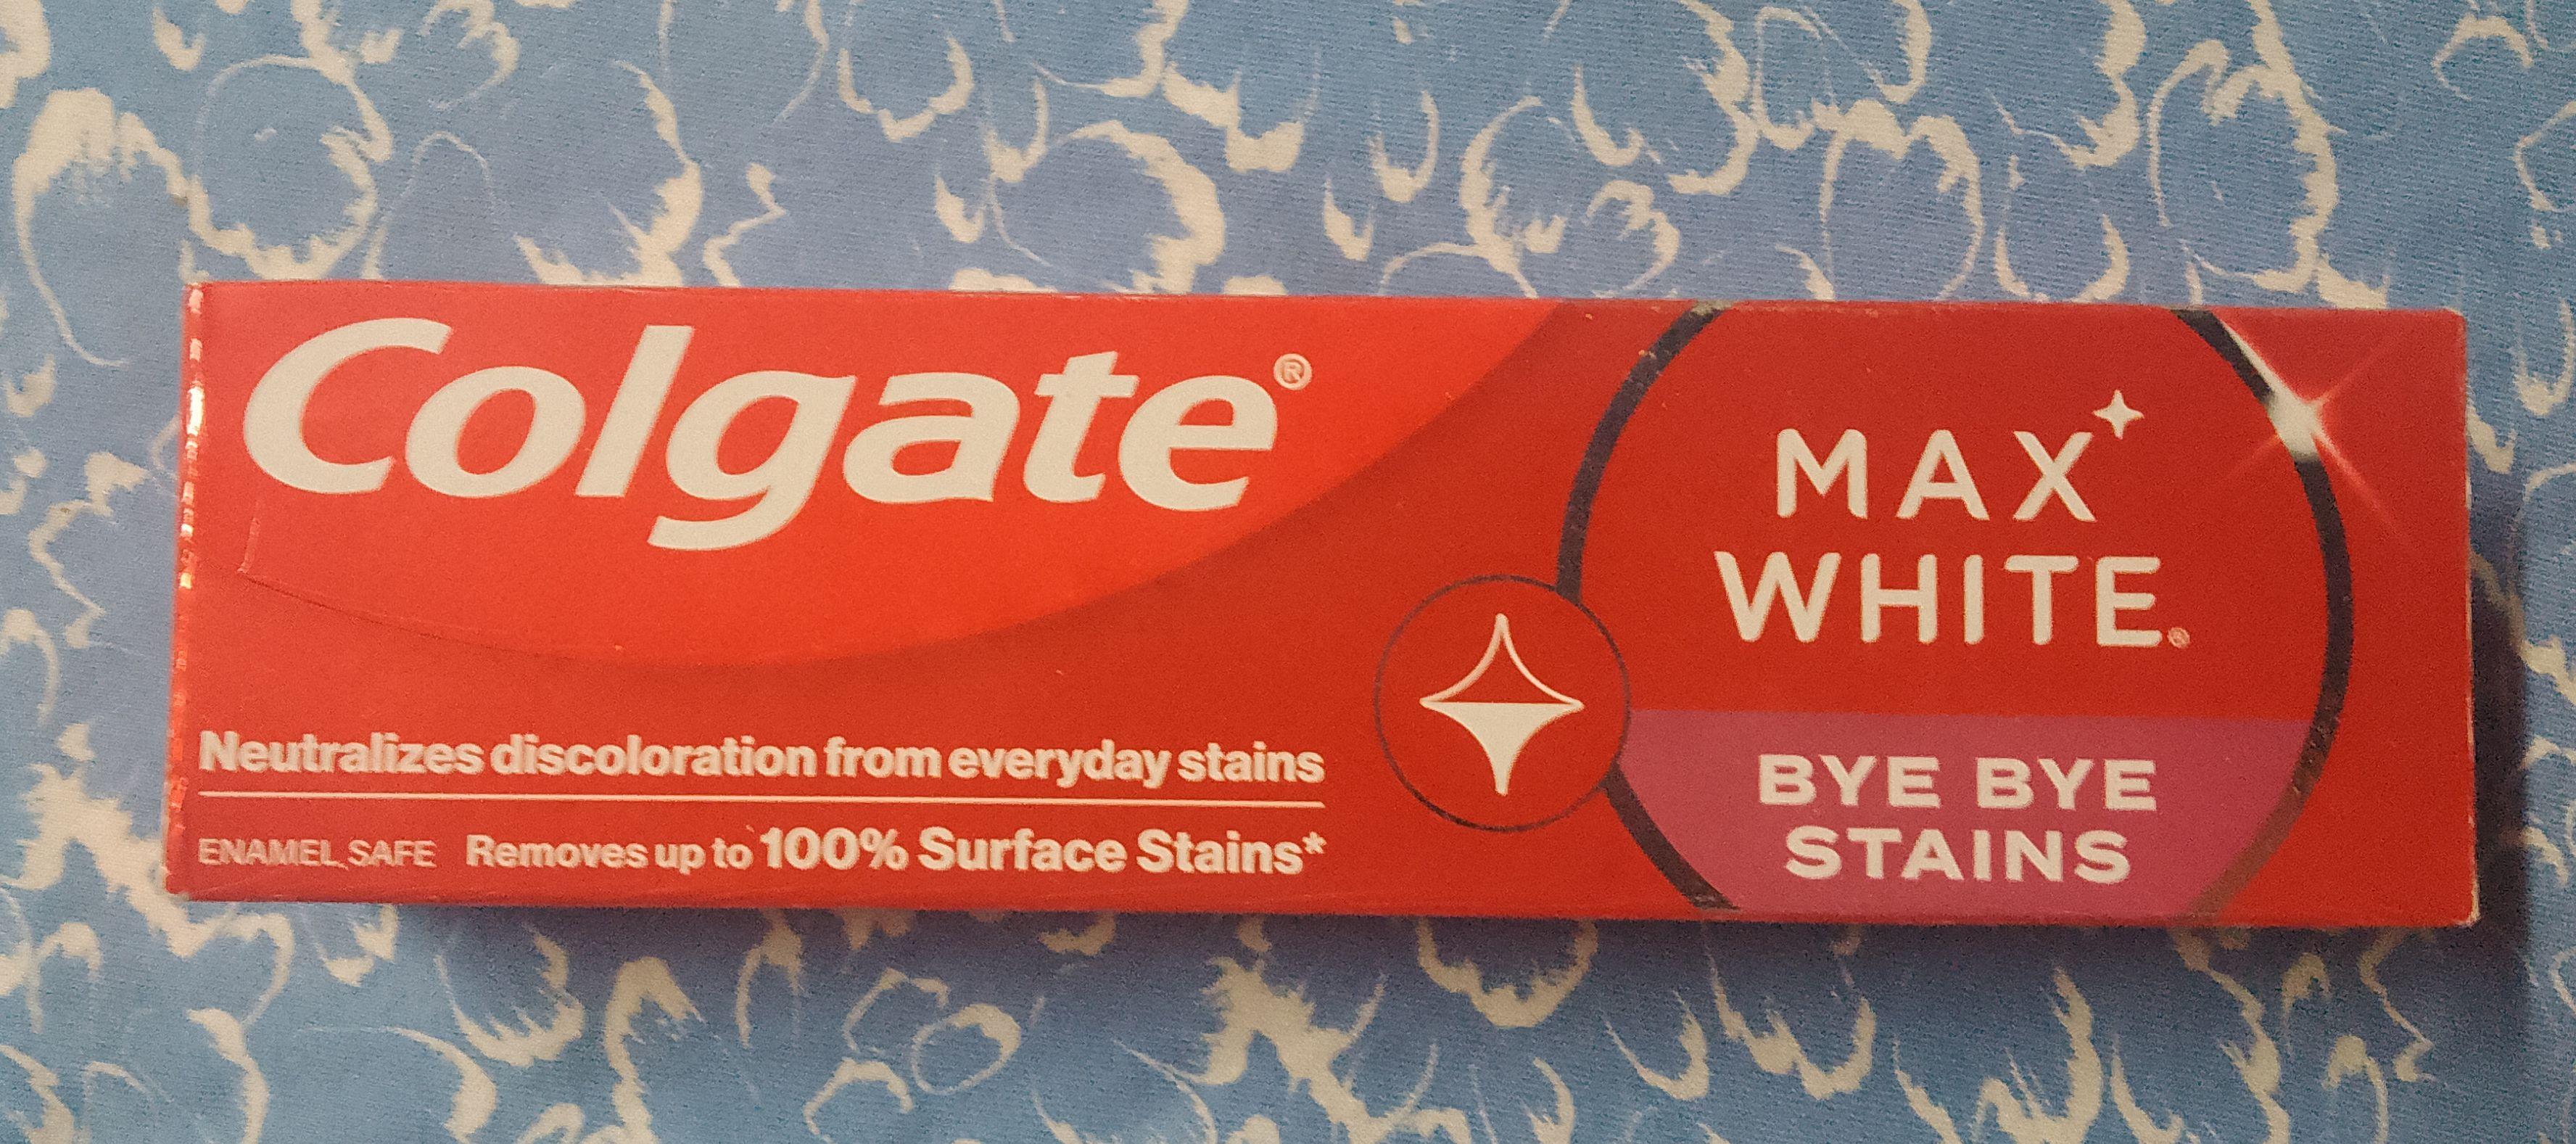 Colgate®
MAX
WHITE®
BYE BYE
STAINS
Neutralizes discoloration from everyday stains
ENAMEL SAFE Removes up to 100% Surface Stains*